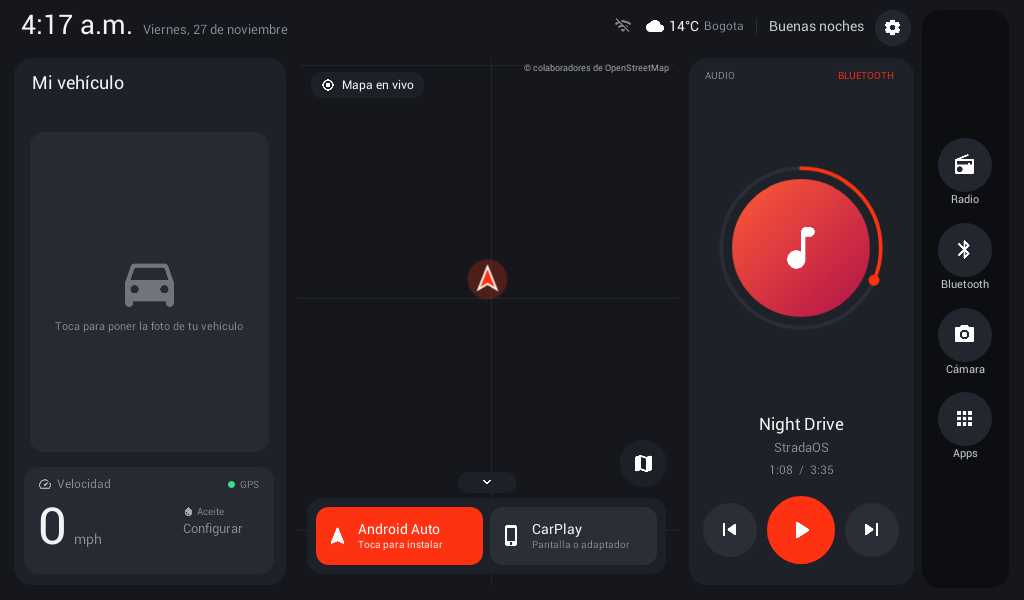 4:17 a.m.
Viernes, 27 de noviembre
14°C Bogota
Buenas noches
Mi vehículo
Toca para poner la foto de tu vehiculo
Velocidad
GPS
0 mph
Aceite
Configurar
© colaboradores de OpenStreetMap
Mapa en vivo
Android Auto
Toca para instalar
CarPlay
Pantalla o adaptador
AUDIO
BLUETOOTH
Night Drive
StradaOS
1:08 / 3:35
Radio
Bluetooth
Cámara
Apps